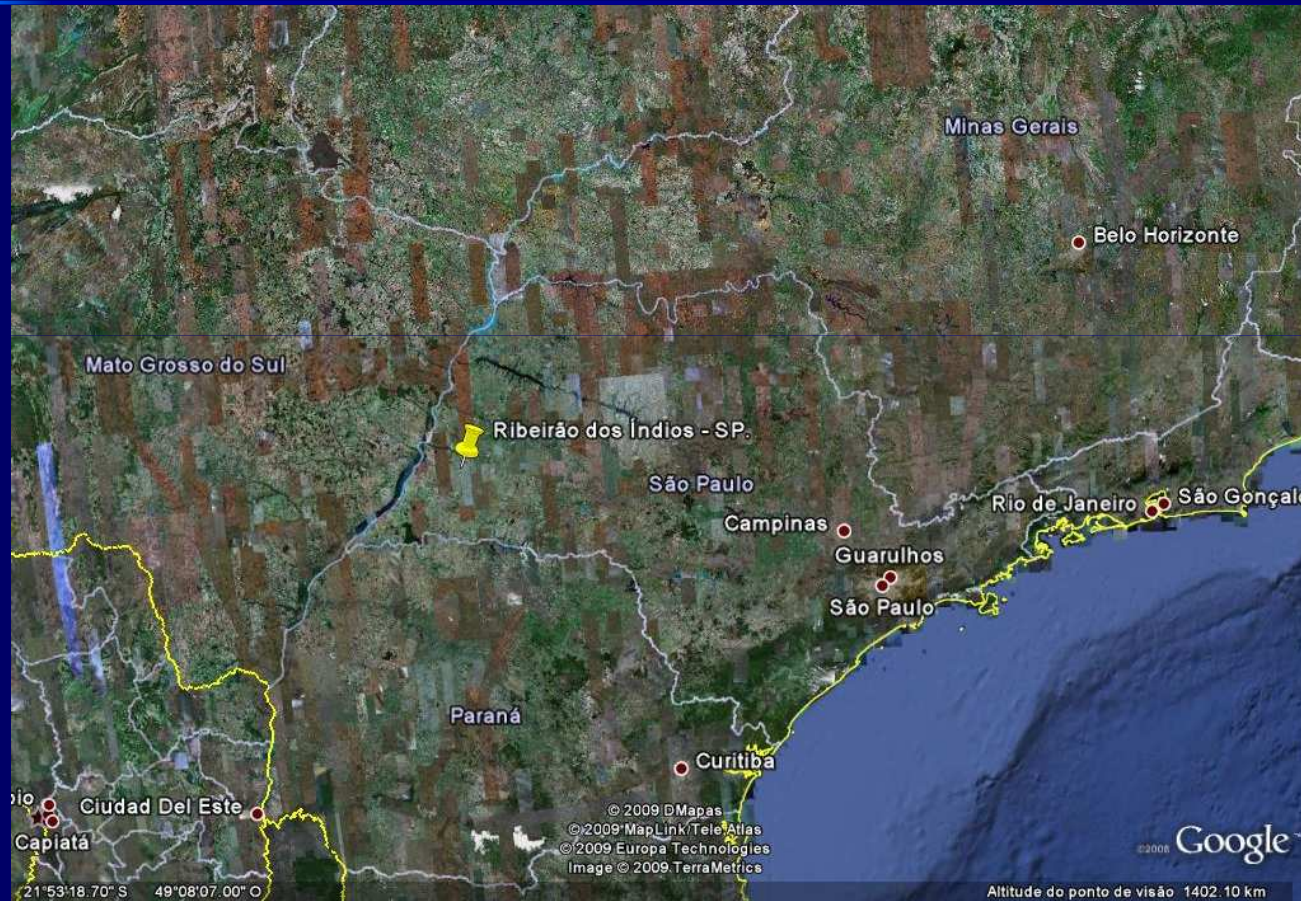 Minas Gerais
Belo Horizonte
Mato Grosso do Sul
Ribeirão dos Índios - SP.
São Paulo
Rio de Janeiro
São Gonçalo
Campinas
Guarulhos
São Paulo
Paraná
Curitiba
Ciudad Del Este
Capiatá
© 2009 DMapas
© 2009 MapLink/Tele Atlas
© 2009 Europa Technologies
Image © 2009 TerraMetrics
©2008 Google
21°53'18.70" S 49°08'07.00" O
Altitude do ponto de visão 1402.10 km